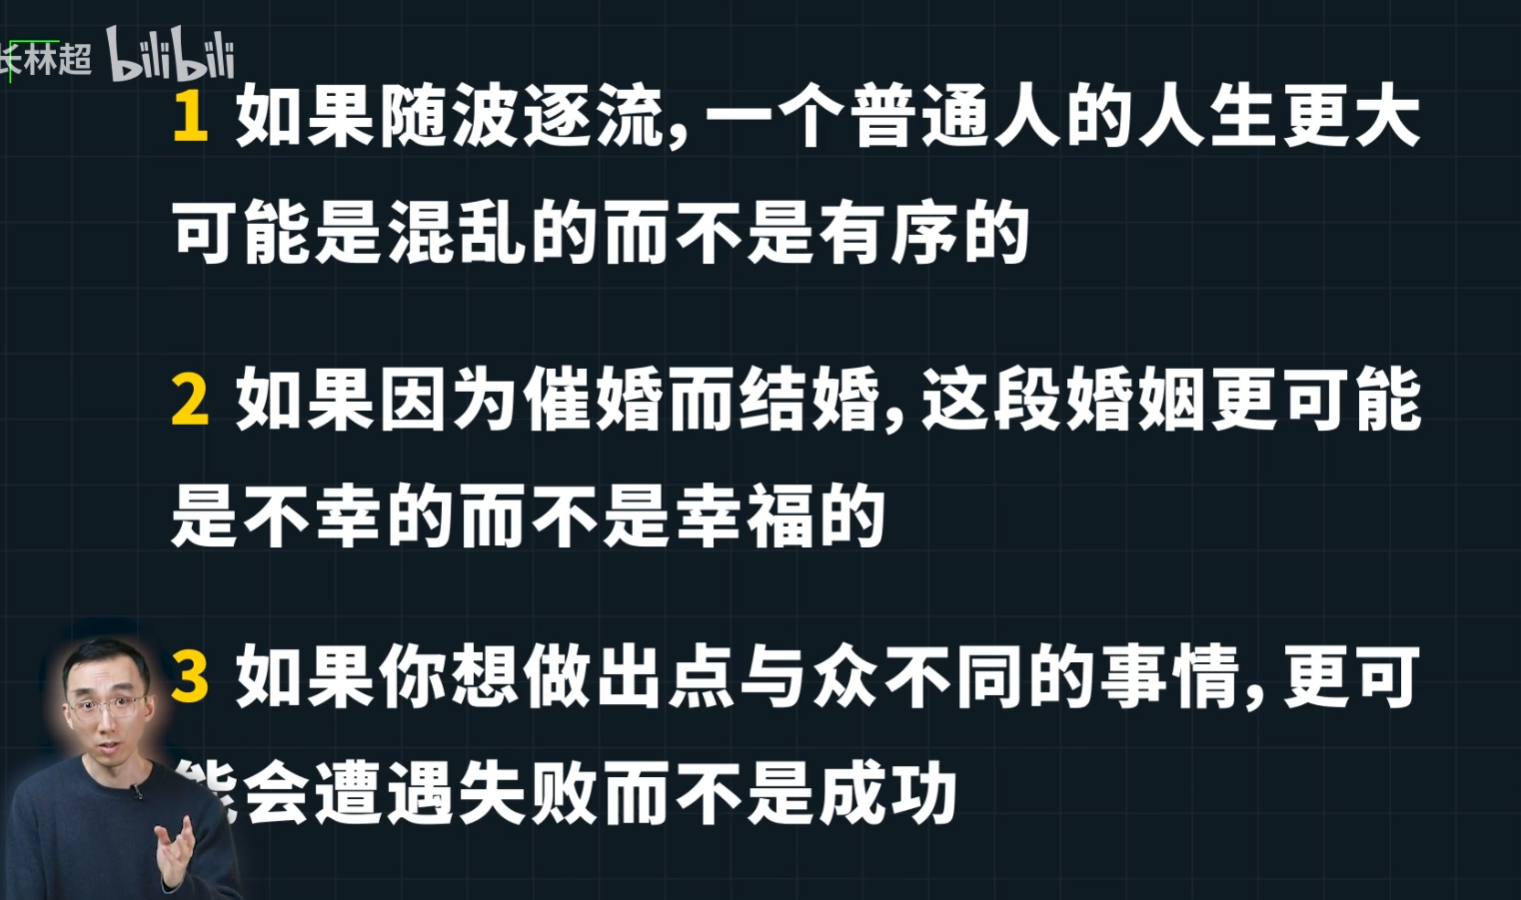 长林超 bilibili
1 如果随波逐流，一个普通人的人生更大
可能是混乱的而不是有序的
2 如果因为催婚而结婚，这段婚姻更可能
是不幸的而不是幸福的
3 如果你想做出点与众不同的事情，更可
能会遭遇失败而不是成功